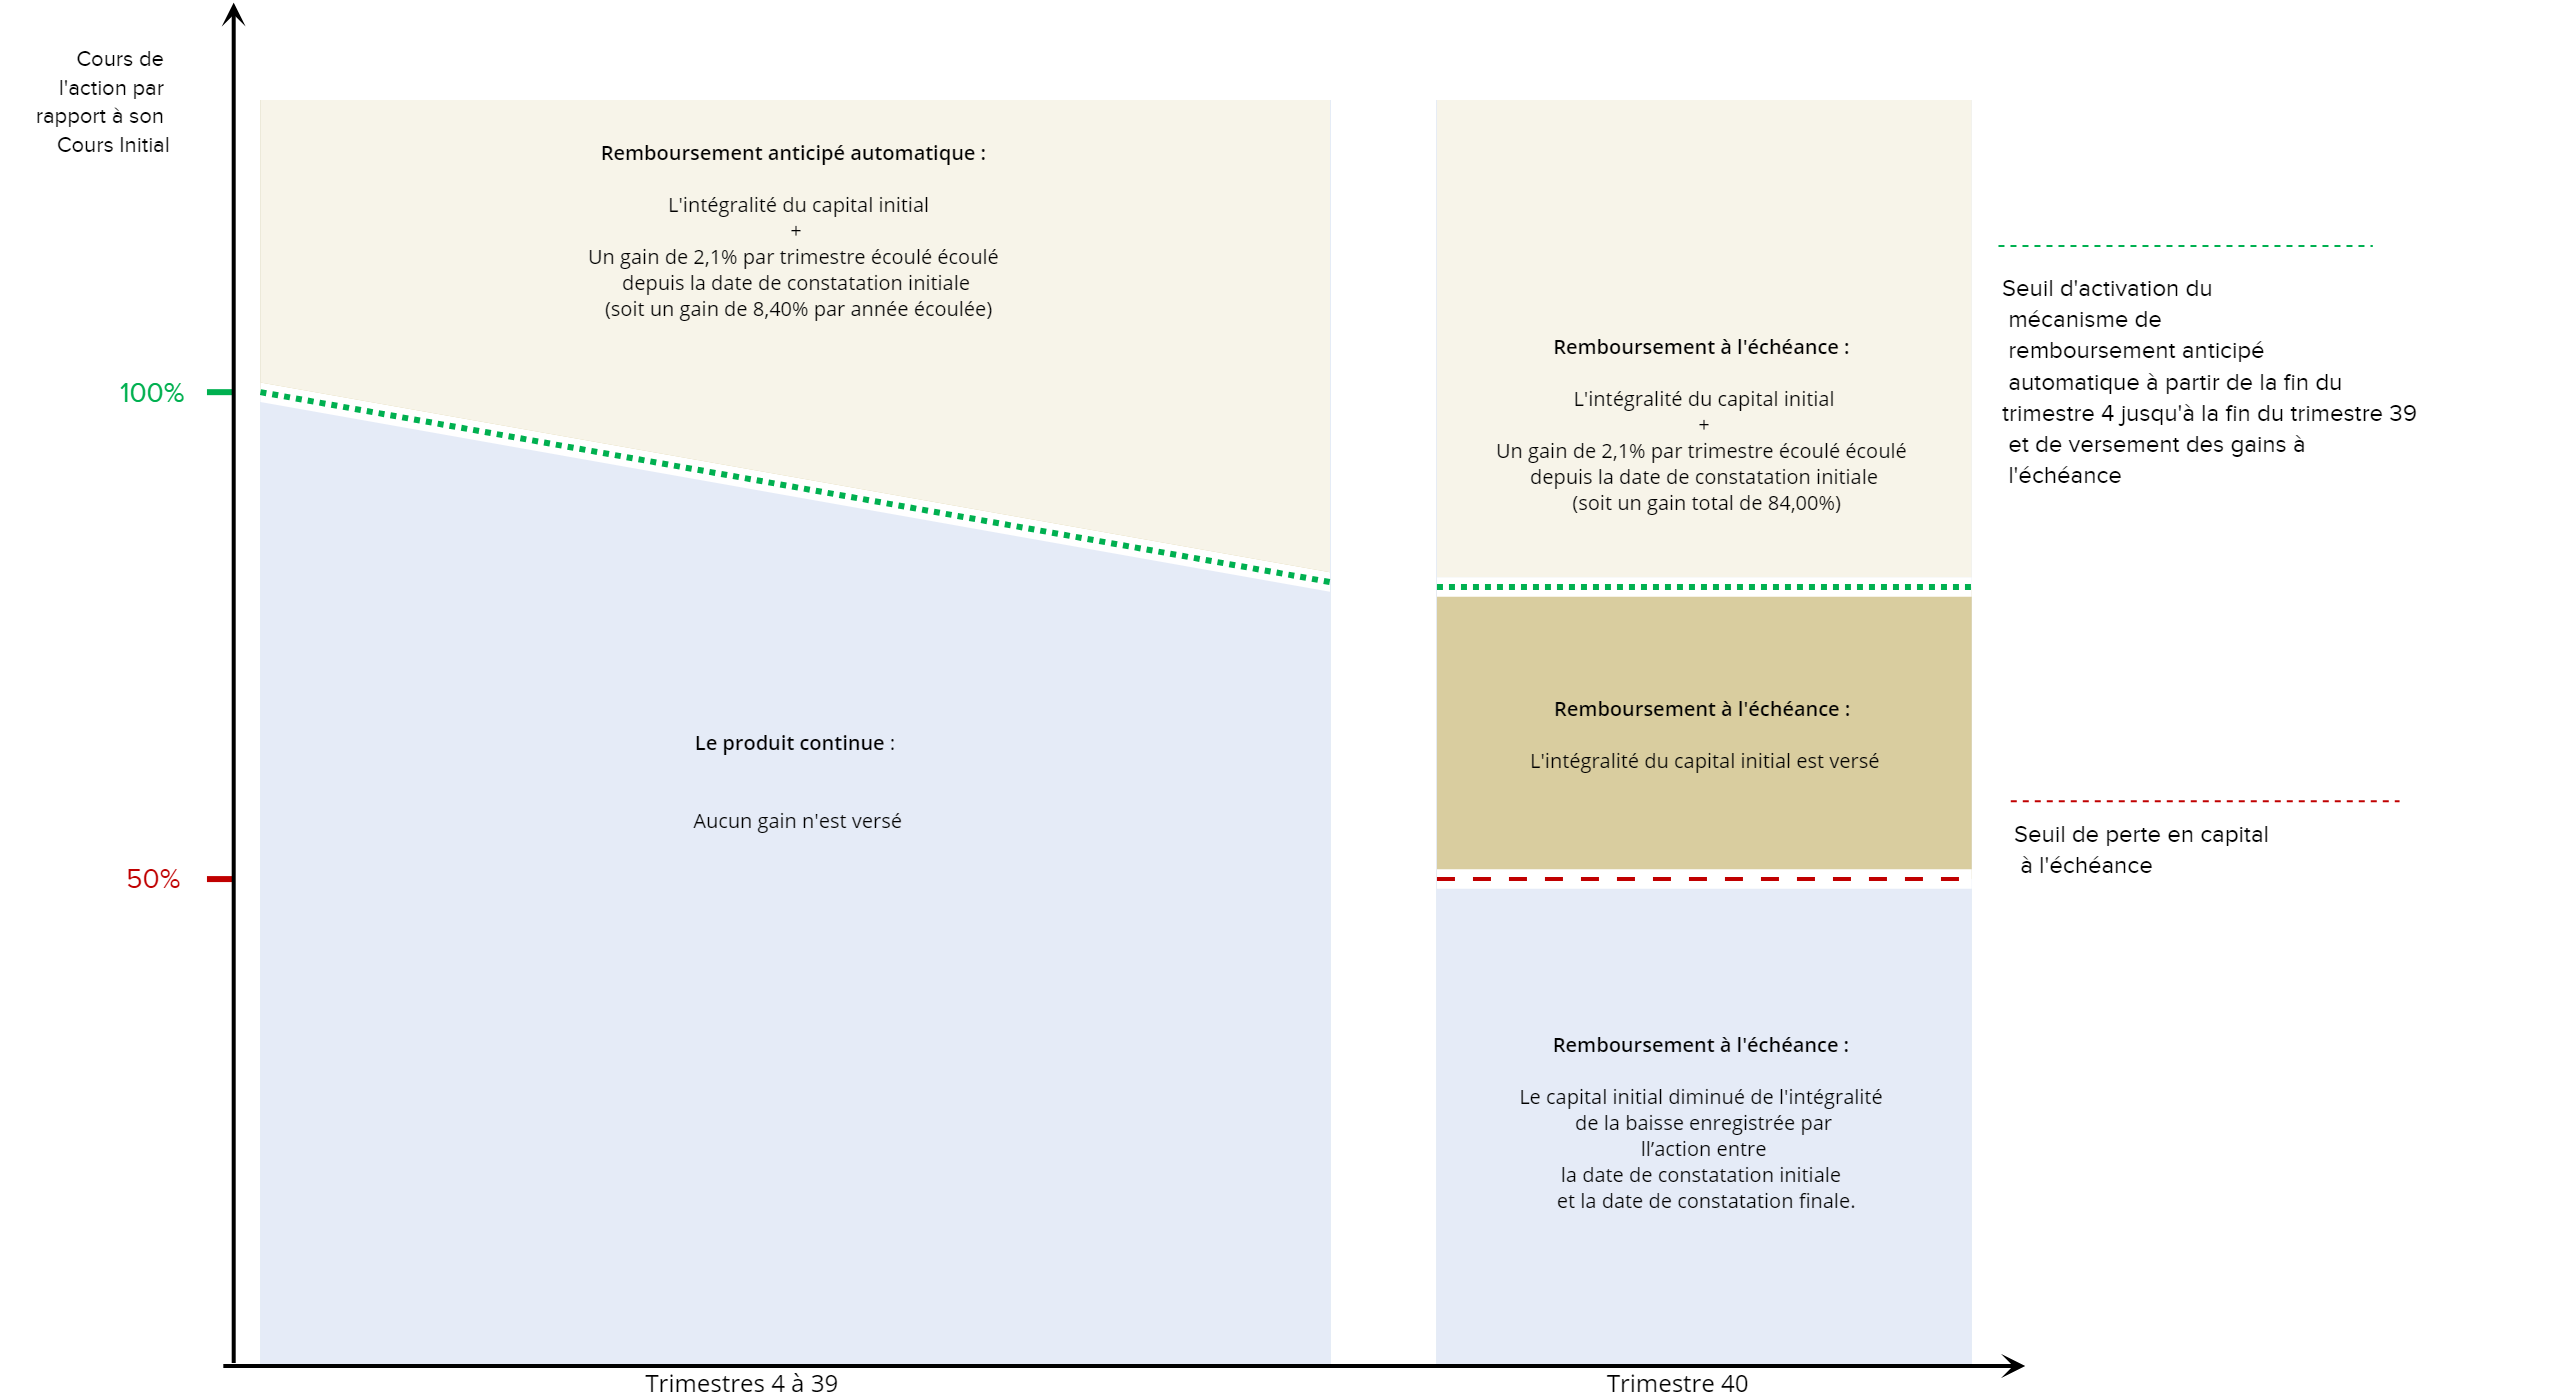 Cours de
l'action par
rapport à son
Cours Initial
Remboursement anticipé automatique :
L'intégralité du capital initial
+
Un gain de 2,1% par trimestre écoulé écoulé
depuis la date de constatation initiale
(soit un gain de 8,40% par année écoulée)
100%
Le produit continue :
Aucun gain n'est versé
50%
Remboursement à l'échéance :
L'intégralité du capital initial
+
Un gain de 2,1% par trimestre écoulé écoulé
depuis la date de constatation initiale
(soit un gain total de 84,00%)
Remboursement à l'échéance :
L'intégralité du capital initial est versé
Remboursement à l'échéance :
Le capital initial diminué de l'intégralité
de la baisse enregistrée par
ll’action entre
la date de constatation initiale
et la date de constatation finale.
Seuil d'activation du
mécanisme de
remboursement anticipé
automatique à partir de la fin du
trimestre 4 jusqu'à la fin du trimestre 39
et de versement des gains à
l'échéance
Seuil de perte en capital
à l'échéance
Trimestres 4 à 39
Trimestre 40